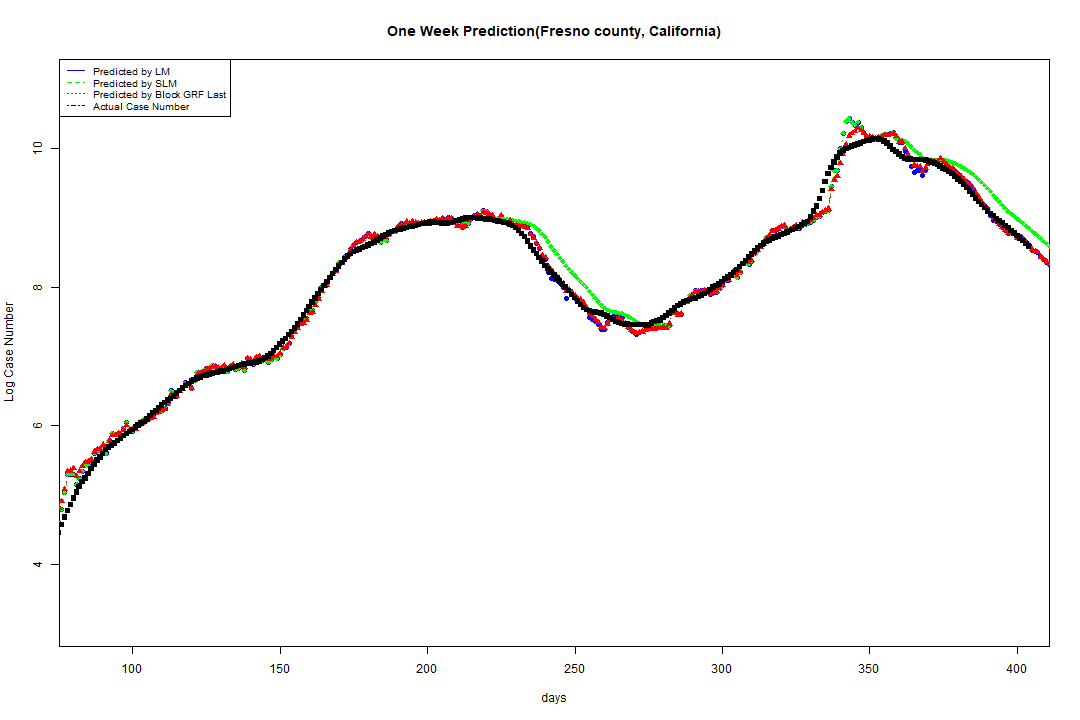 One Week Prediction(Fresno county, California)
Predicted by LM
Predicted by SLM
Predicted by Block GRF Last
Actual Case Number
10
8
6
4
Log Case Number
100 150 200 250 300 350 400
days